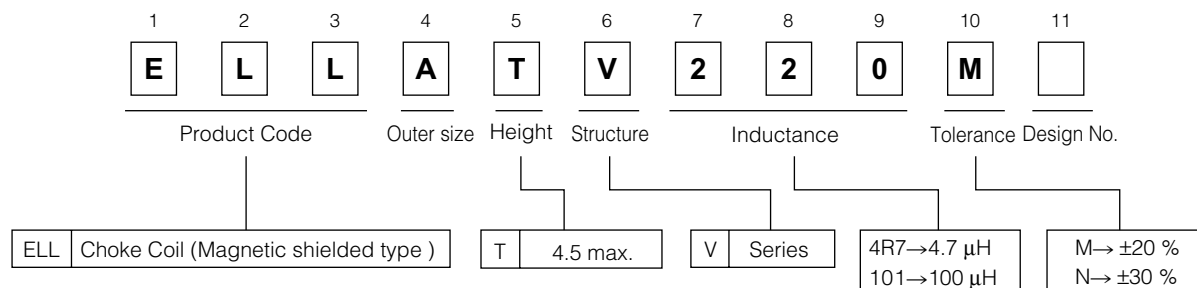 1 2 3 4 5 6 7 8 9 10 11
E L L A T V 2 2 0 M
Product Code Outer size Height Structure Inductance Tolerance Design No.
ELL Choke Coil (Magnetic shielded type ) T 4.5 max. V Series 4R7→4.7 μH M→ ±20 %
101→100 μH N→ ±30 %